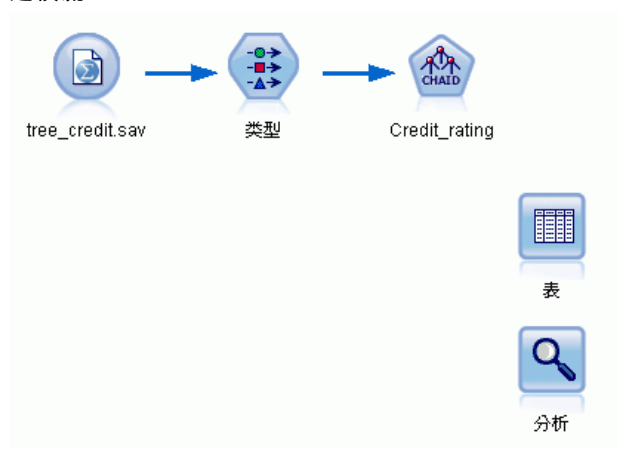 CHAID
tree_credit.sav
类型
Credit_rating
表
分析